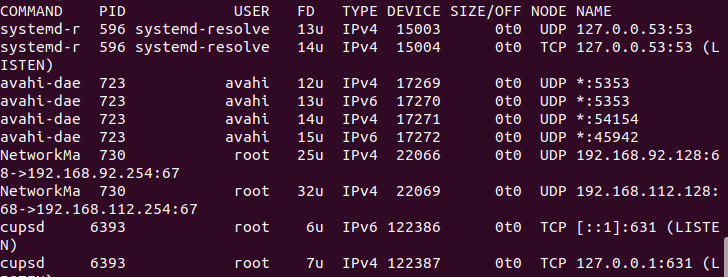 COMMAND    PID            USER   FD   TYPE DEVICE SIZE/OFF NODE NAME
systemd-r  596 systemd-resolve   13u  IPv4  15003      0t0  UDP 127.0.0.53:53
systemd-r  596 systemd-resolve   14u  IPv4  15004      0t0  TCP 127.0.0.53:53 (L
ISTEN)
avahi-dae  723           avahi   12u  IPv4  17269      0t0  UDP *:5353
avahi-dae  723           avahi   13u  IPv6  17270      0t0  UDP *:5353
avahi-dae  723           avahi   14u  IPv4  17271      0t0  UDP *:54154
avahi-dae  723           avahi   15u  IPv6  17272      0t0  UDP *:45942
NetworkMa  730            root   25u  IPv4  22066      0t0  UDP 192.168.92.128:6
8->192.168.92.254:67
NetworkMa  730            root   32u  IPv4  22069      0t0  UDP 192.168.112.128:
68->192.168.112.254:67
cupsd     6393            root    6u  IPv6 122386      0t0  TCP [::1]:631 (LISTE
N)
cupsd     6393            root    7u  IPv4 122387      0t0  TCP 127.0.0.1:631 (L